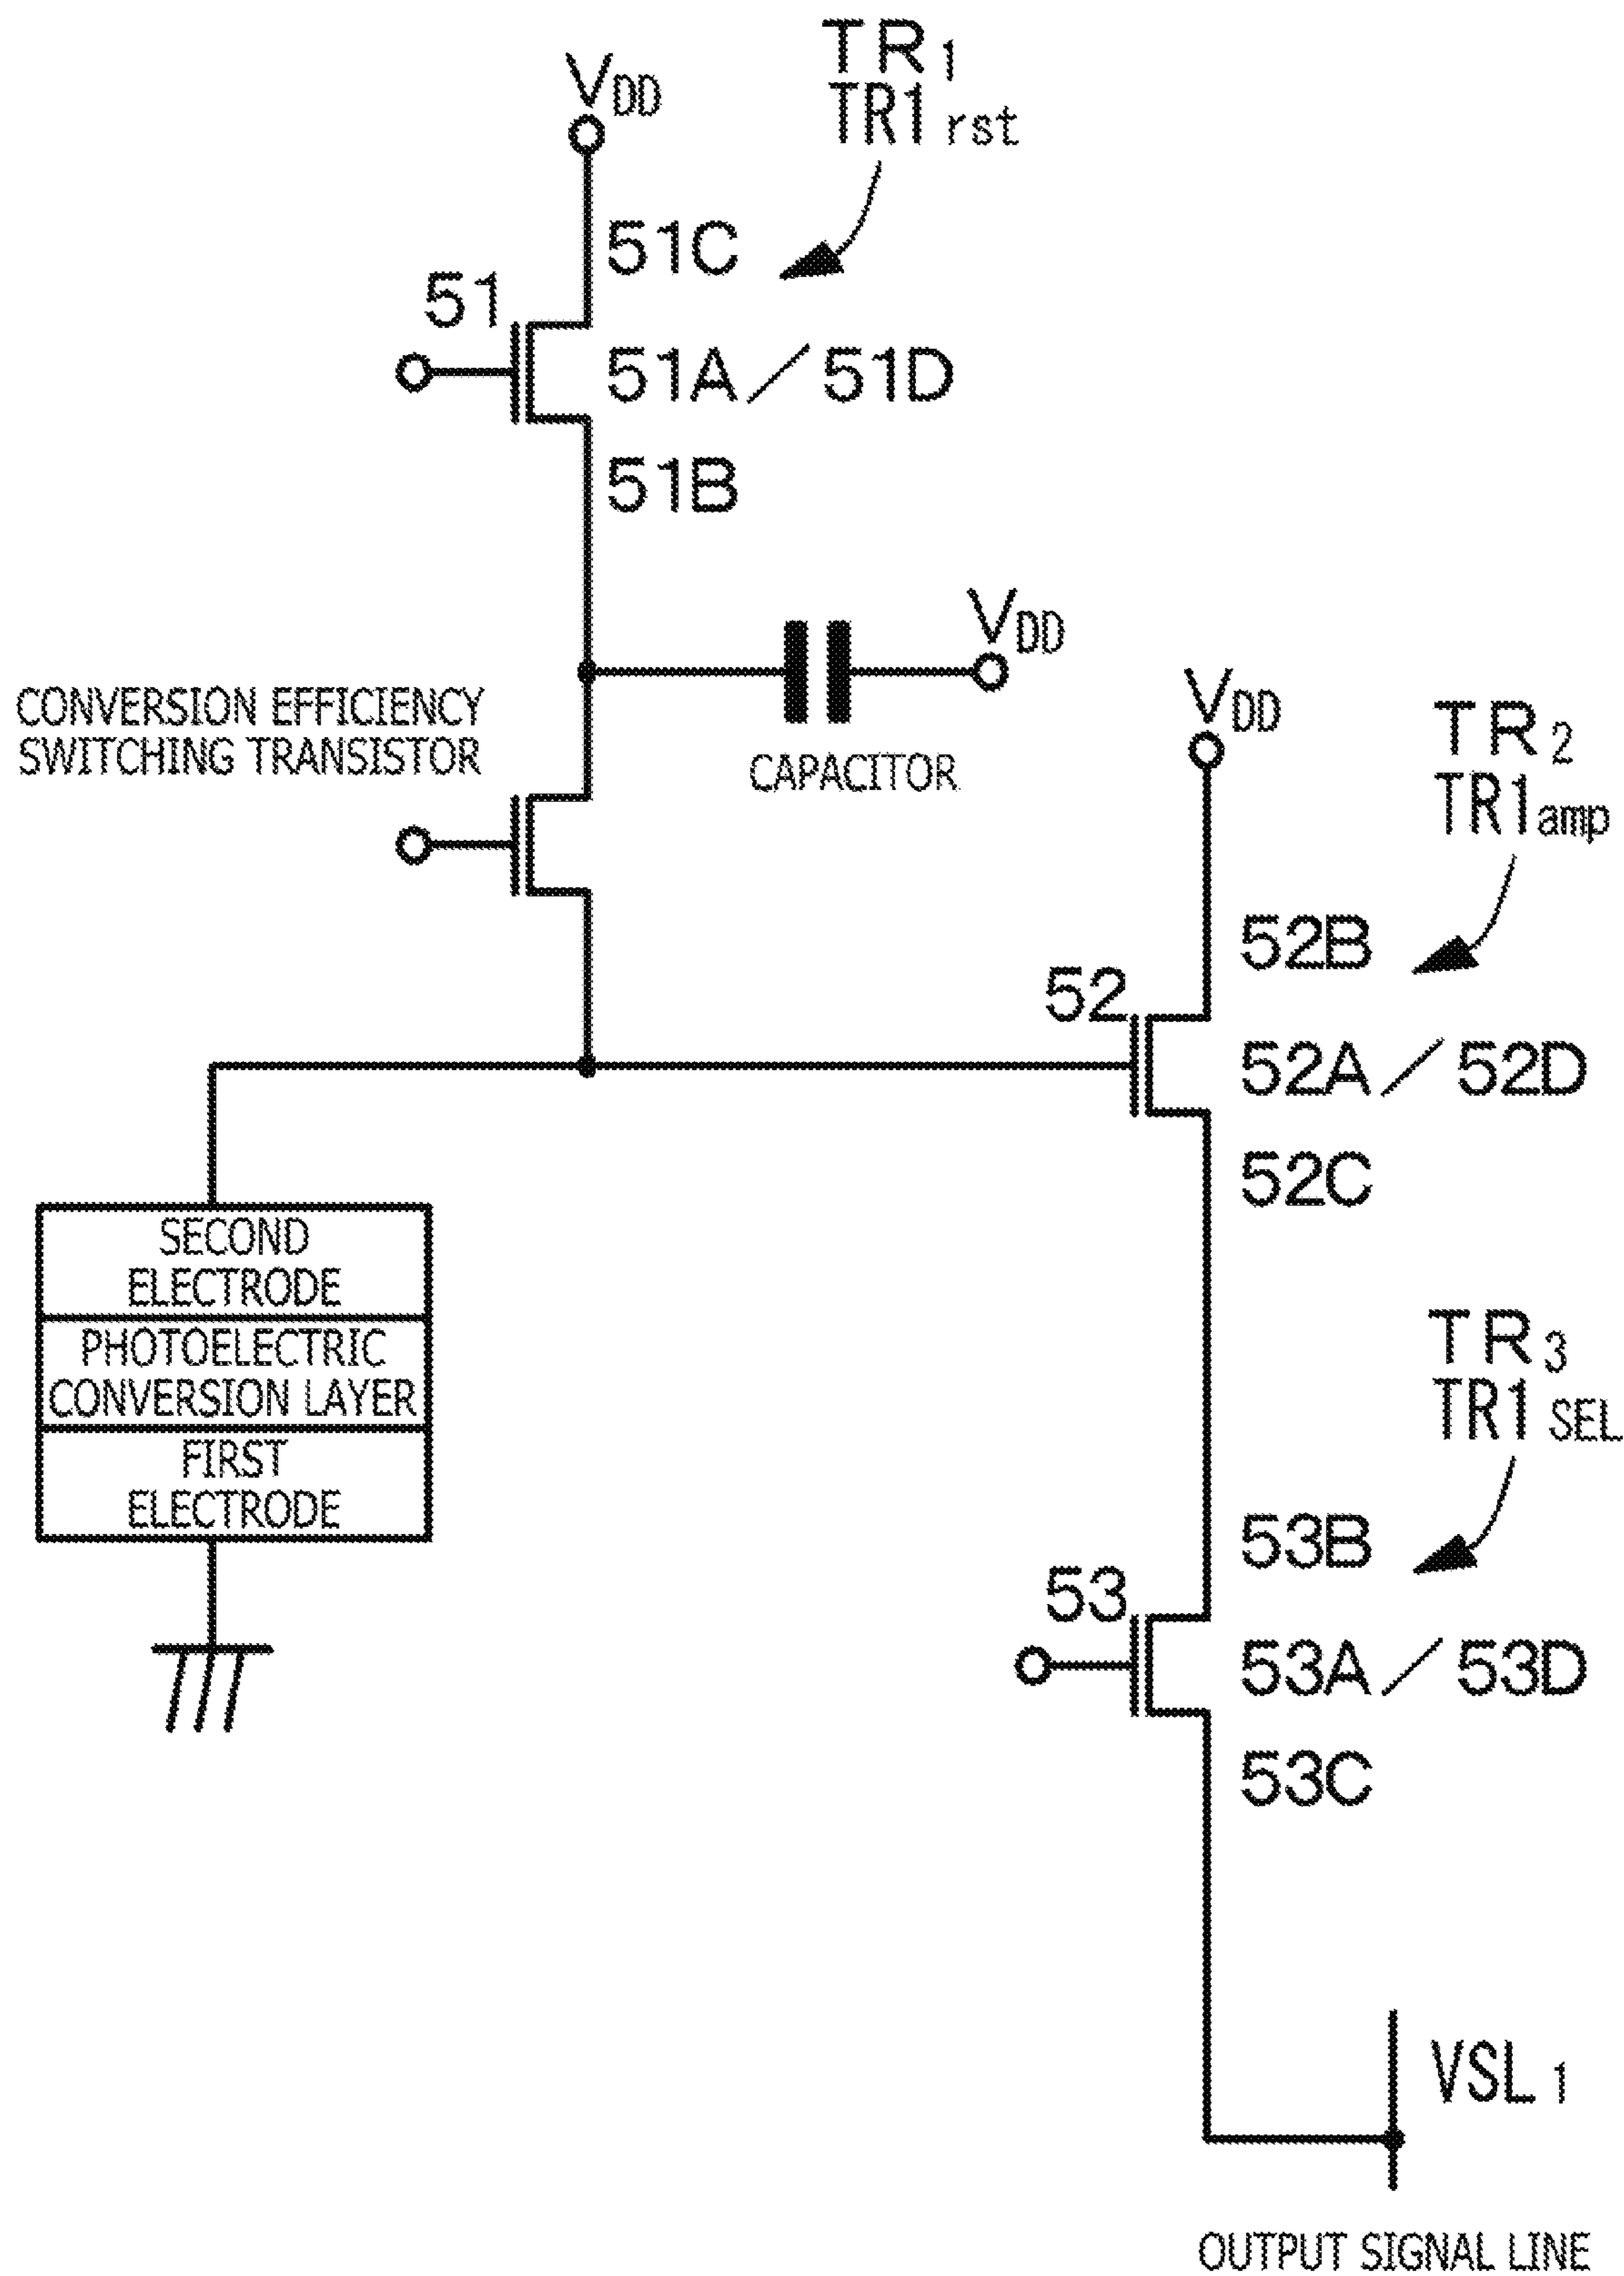 TR1
TR1rst
VDD
51C
51
51A/51D
51B
VDD
CONVERSION EFFICIENCY
SWITCHING TRANSISTOR
CAPACITOR
VDD
TR2
TR1amp
52B
52
52A/52D
52C
SECOND
ELECTRODE
PHOTOELECTRIC
CONVERSION LAYER
FIRST
ELECTRODE
TR3
TR1SEL
53B
53
53A/53D
53C
VSL1
OUTPUT SIGNAL LINE